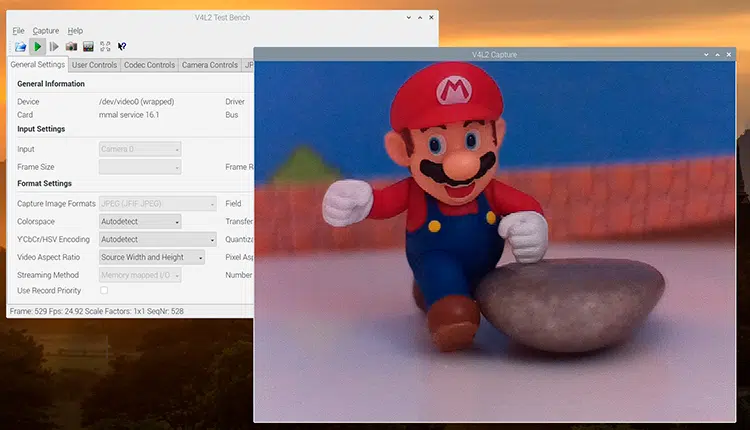 V4L2 Test Bench
File Capture Help
General Settings User Controls Codec Controls Camera Controls
General Information
Device /dev/video0 (wrapped) Driver
Card mmal service 16.1 Bus
Input Settings
Input Camera 0
Frame Size Frame R
Format Settings
Capture Image Formats JPEG (JFIF JPEG) Field
Colorspace Autodetect Transfer
Y'CbCr/HSV Encoding Autodetect Quantiza
Video Aspect Ratio Source Width and Height Pixel Asp
Streaming Method Memory mapped I/O Number
Use Record Priority
Frame: 529 Fps: 24.92 Scale Factors: 1x1 SeqNr: 528
V4L2 Capture
M